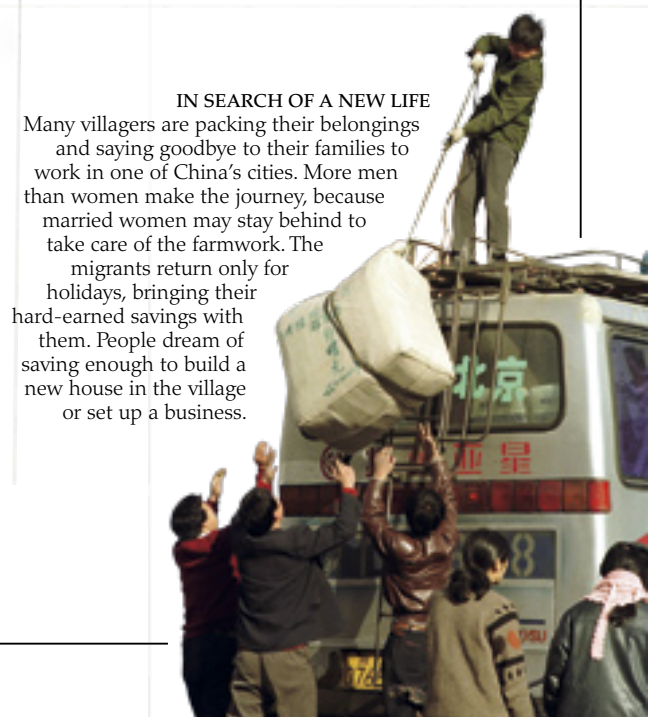 IN SEARCH OF A NEW LIFE
Many villagers are packing their belongings
and saying goodbye to their families to
work in one of China's cities. More men
than women make the journey, because
married women may stay behind to
take care of the farmwork. The
migrants return only for
holidays, bringing their
hard-earned savings with
them. People dream of
saving enough to build a
new house in the village
or set up a business.
北京
亚星
8